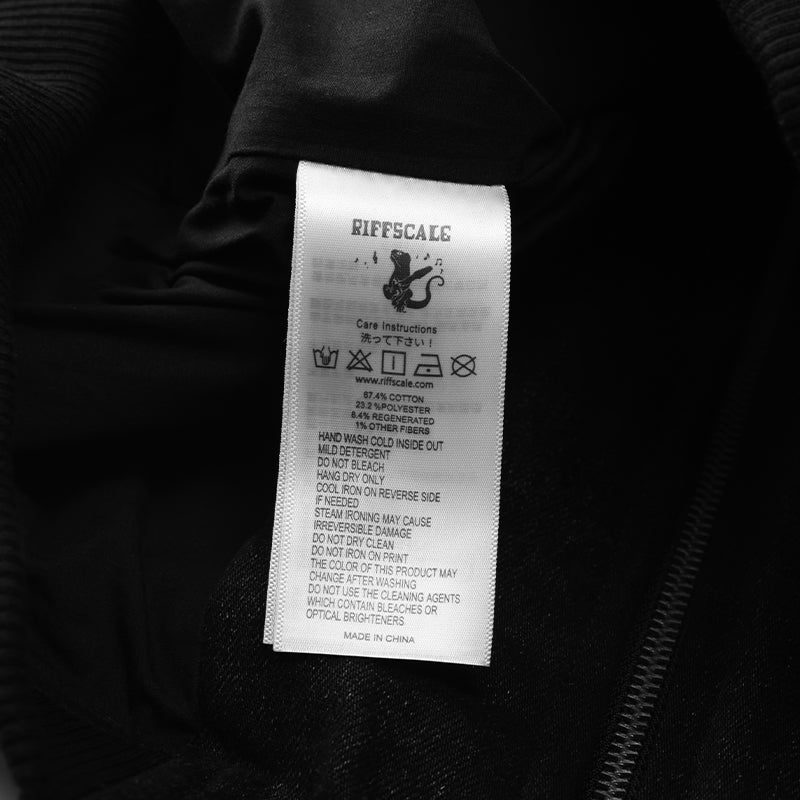 RIFFSCALE
Care Instructions
洗って下さい！
www.riffscale.com
67.4% COTTON
23.2 %POLYESTER
8.4% REGENERATED
1% OTHER FIBERS
HAND WASH COLD INSIDE OUT
MILD DETERGENT
DO NOT BLEACH
HANG DRY ONLY
COOL IRON ON REVERSE SIDE
IF NEEDED
STEAM IRONING MAY CAUSE
IRREVERSIBLE DAMAGE
DO NOT DRY CLEAN
DO NOT IRON ON PRINT
THE COLOR OF THIS PRODUCT MAY
CHANGE AFTER WASHING
DO NOT USE THE CLEANING AGENTS
WHICH CONTAIN BLEACHES OR
OPTICAL BRIGHTENERS
MADE IN CHINA